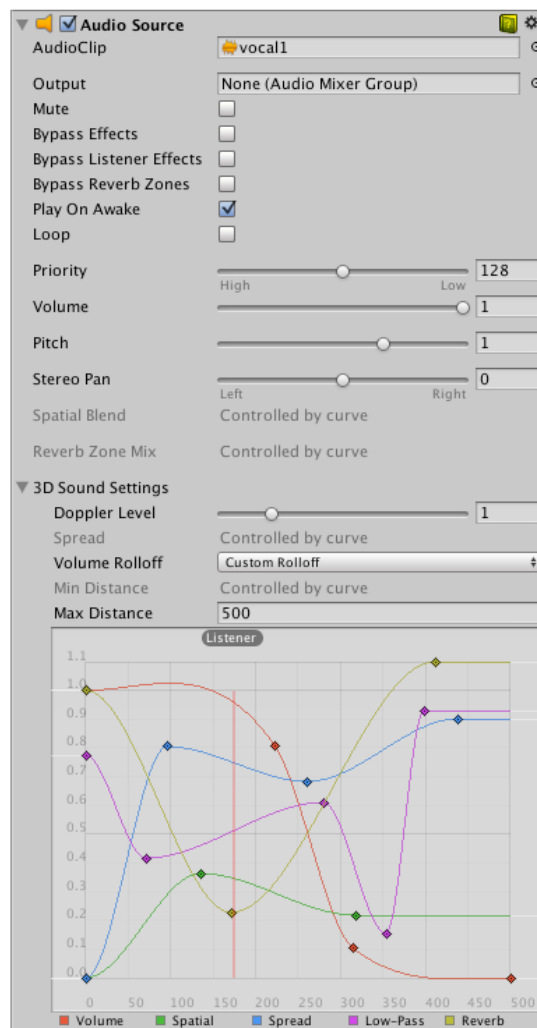 Audio Source
AudioClip vocal1
Output None (Audio Mixer Group)
Mute
Bypass Effects
Bypass Listener Effects
Bypass Reverb Zones
Play On Awake
Loop
Priority 128
High Low
Volume 1
Pitch 1
Stereo Pan 0
Left Right
Spatial Blend Controlled by curve
Reverb Zone Mix Controlled by curve
3D Sound Settings
Doppler Level 1
Spread Controlled by curve
Volume Rolloff Custom Rolloff
Min Distance Controlled by curve
Max Distance 500
Listener
1.1
1.0
0.9
0.8
0.7
0.6
0.5
0.4
0.3
0.2
0.1
0.0
0 50 100 150 200 250 300 350 400 450 500
Volume Spatial Spread Low-Pass Reverb